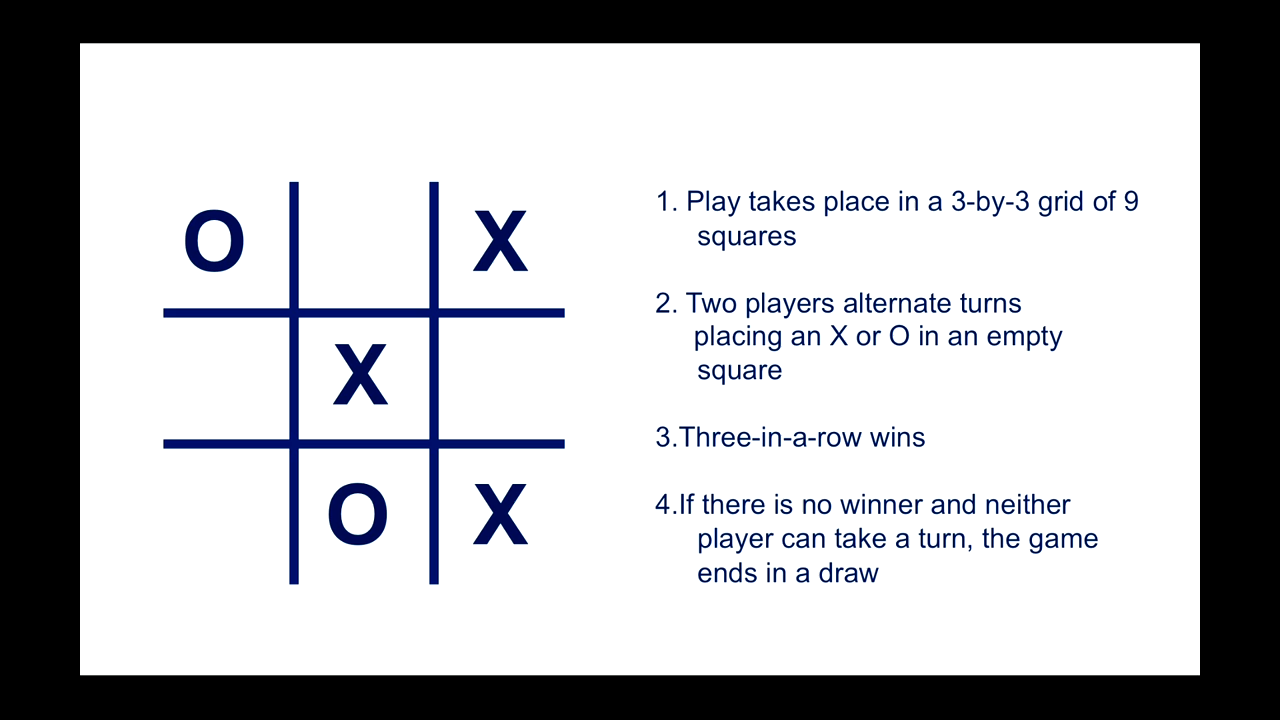 O X
X
O X
1. Play takes place in a 3-by-3 grid of 9
squares
2. Two players alternate turns
placing an X or O in an empty
square
3.Three-in-a-row wins
4.If there is no winner and neither
player can take a turn, the game
ends in a draw